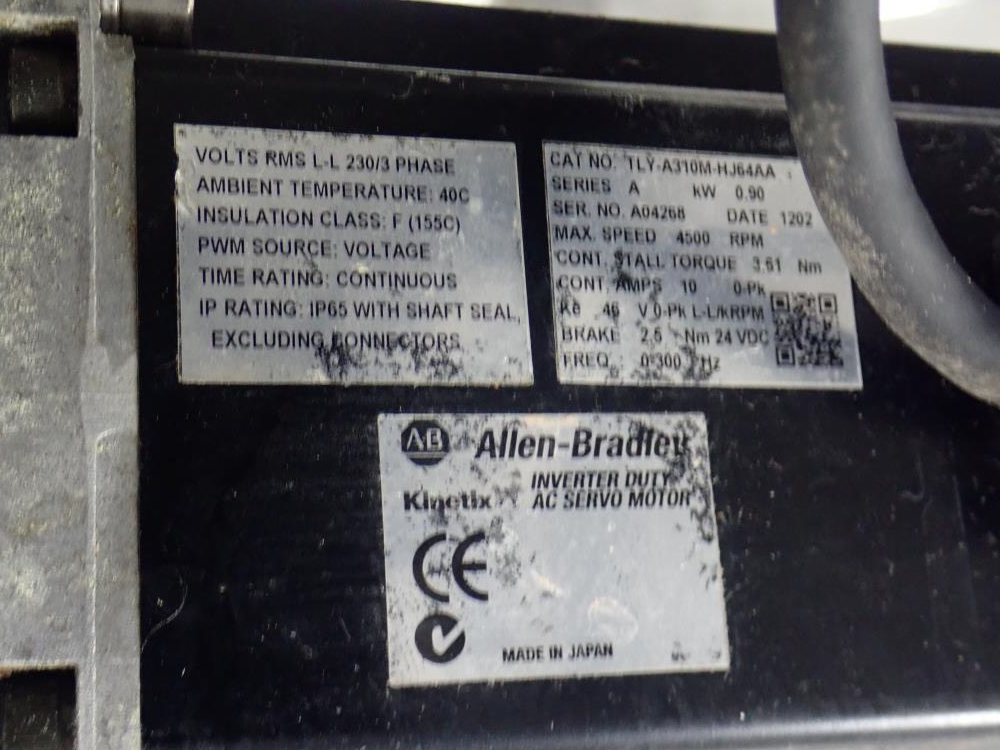 VOLTS RMS L-L 230/3 PHASE
AMBIENT TEMPERATURE: 40C
INSULATION CLASS: F (155C)
PWM SOURCE: VOLTAGE
TIME RATING: CONTINUOUS
IP RATING: IP65 WITH SHAFT SEAL,
EXCLUDING CONNECTORS
CAT NO. TLY-A310M-HJ64AA
SERIES A kW 0.90
SER. NO. A04268 DATE 1202
MAX. SPEED 4500 RPM
CONT. STALL TORQUE 3.61 Nm
CONT. AMPS 10 0-Pk
Ke 46 V 0-Pk L-L/kRPM
BRAKE 2.5 Nm 24 VDC
FREQ. 0-300 Hz
AB Allen-Bradley
Kinetix INVERTER DUTY
AC SERVO MOTOR
CE
MADE IN JAPAN